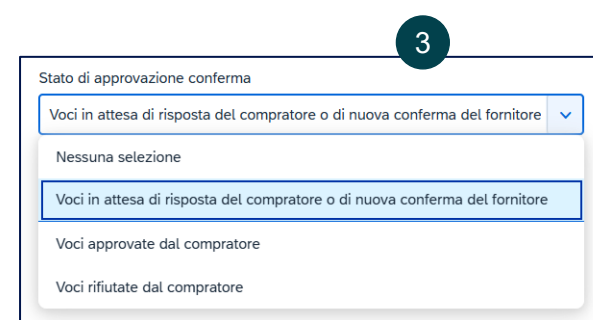 3
Stato di approvazione conferma
Voci in attesa di risposta del compratore o di nuova conferma del fornitore
Nessuna selezione
Voci in attesa di risposta del compratore o di nuova conferma del fornitore
Voci approvate dal compratore
Voci rifiutate dal compratore